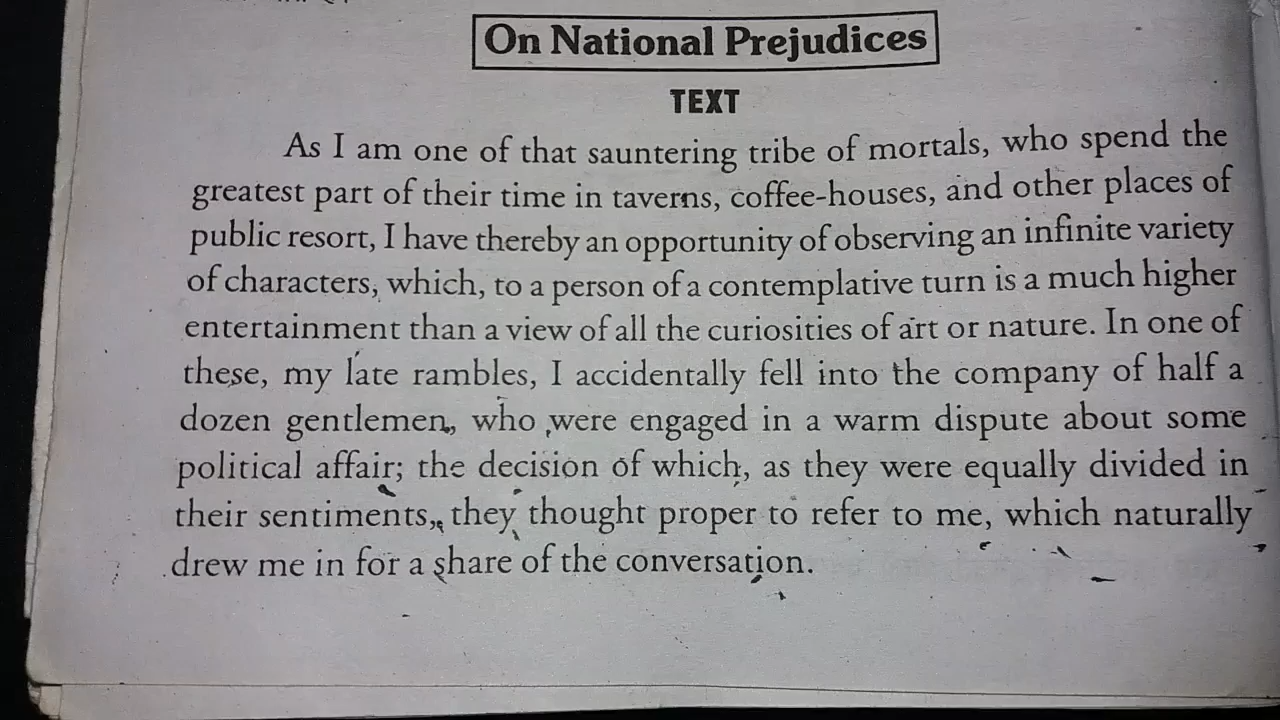 On National Prejudices
TEXT
As I am one of that sauntering tribe of mortals, who spend the
greatest part of their time in taverns, coffee-houses, and other places of
public resort, I have thereby an opportunity of observing an infinite variety
of characters, which, to a person of a contemplative turn is a much higher
entertainment than a view of all the curiosities of art or nature. In one of
these, my late rambles, I accidentally fell into the company of half a
dozen gentlemen, who were engaged in a warm dispute about some
political affair; the decision of which, as they were equally divided in
their sentiments, they thought proper to refer to me, which naturally
drew me in for a share of the conversation.